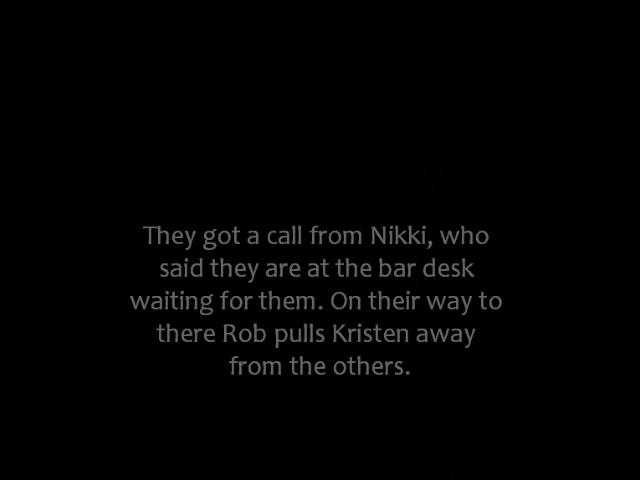 They got a call from Nikki, who
said they are at the bar desk
waiting for them. On their way to
there Rob pulls Kristen away
from the others.